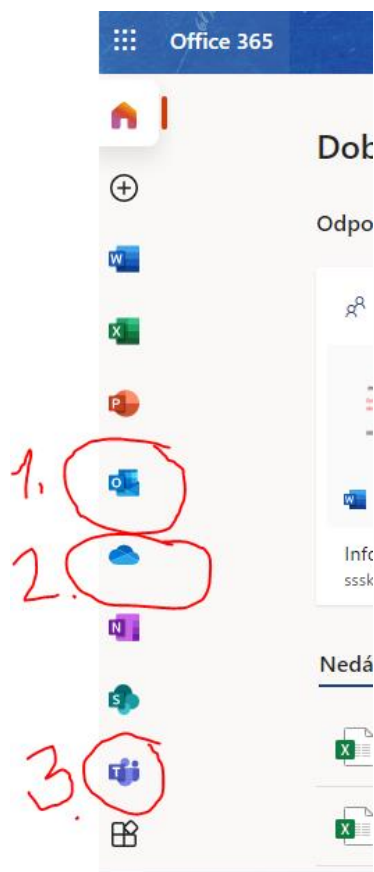 Office 365
Dob
Odpo
W
X
P
1.
O
W
2.
Info
sssk
N
Nedá
S
X
3.
T
X